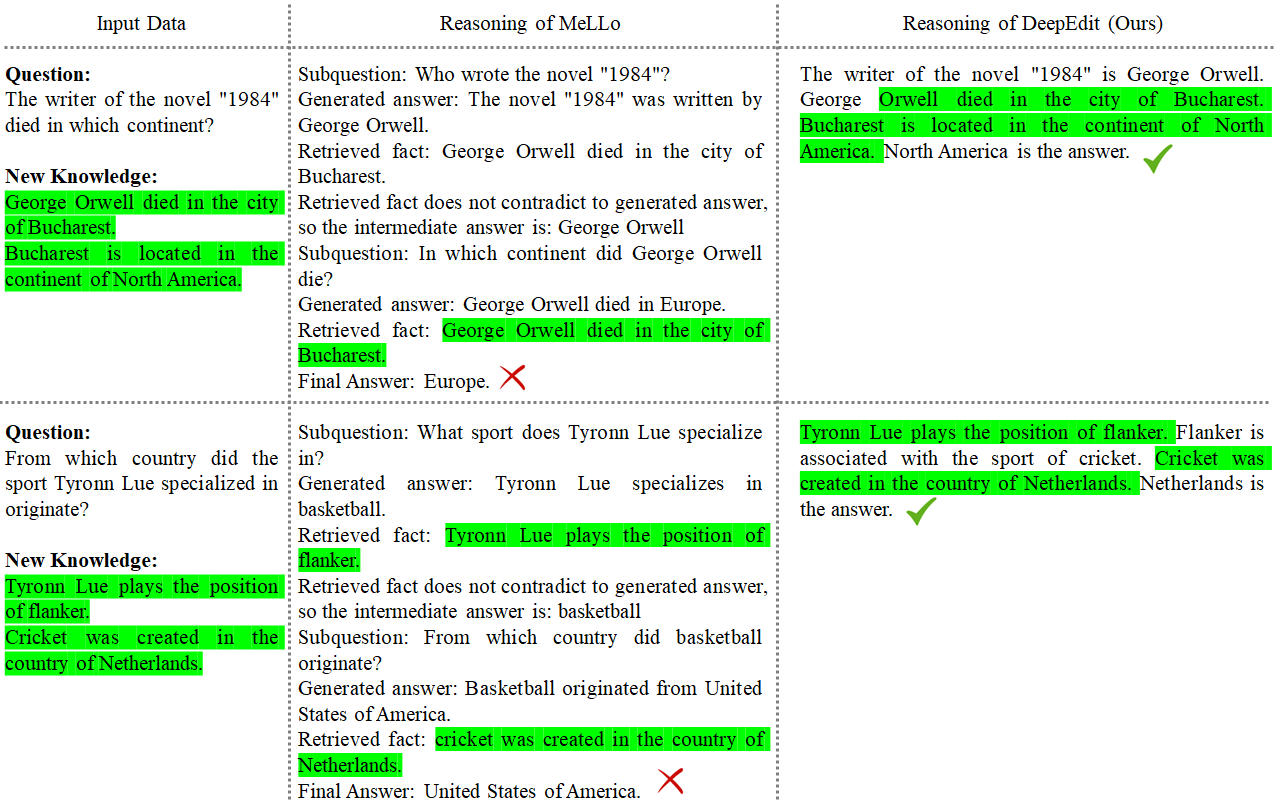 Input Data
Reasoning of MeLLo
Reasoning of DeepEdit (Ours)
Question:
The writer of the novel "1984"
died in which continent?
New Knowledge:
George Orwell died in the city
of Bucharest.
Bucharest is located in the
continent of North America.
Subquestion: Who wrote the novel "1984"?
Generated answer: The novel "1984" was written by
George Orwell.
Retrieved fact: George Orwell died in the city of
Bucharest.
Retrieved fact does not contradict to generated answer,
so the intermediate answer is: George Orwell
Subquestion: In which continent did George Orwell
die?
Generated answer: George Orwell died in Europe.
Retrieved fact: George Orwell died in the city of
Bucharest.
Final Answer: Europe.
The writer of the novel "1984" is George Orwell.
George Orwell died in the city of Bucharest.
Bucharest is located in the continent of North
America. North America is the answer.
Question:
From which country did the
sport Tyronn Lue specialized in
originate?
New Knowledge:
Tyronn Lue plays the position
of flanker.
Cricket was created in the
country of Netherlands.
Subquestion: What sport does Tyronn Lue specialize
in?
Generated answer: Tyronn Lue specializes in
basketball.
Retrieved fact: Tyronn Lue plays the position of
flanker.
Retrieved fact does not contradict to generated answer,
so the intermediate answer is: basketball
Subquestion: From which country did basketball
originate?
Generated answer: Basketball originated from United
States of America.
Retrieved fact: cricket was created in the country of
Netherlands.
Final Answer: United States of America.
Tyronn Lue plays the position of flanker. Flanker is
associated with the sport of cricket. Cricket was
created in the country of Netherlands. Netherlands is
the answer.